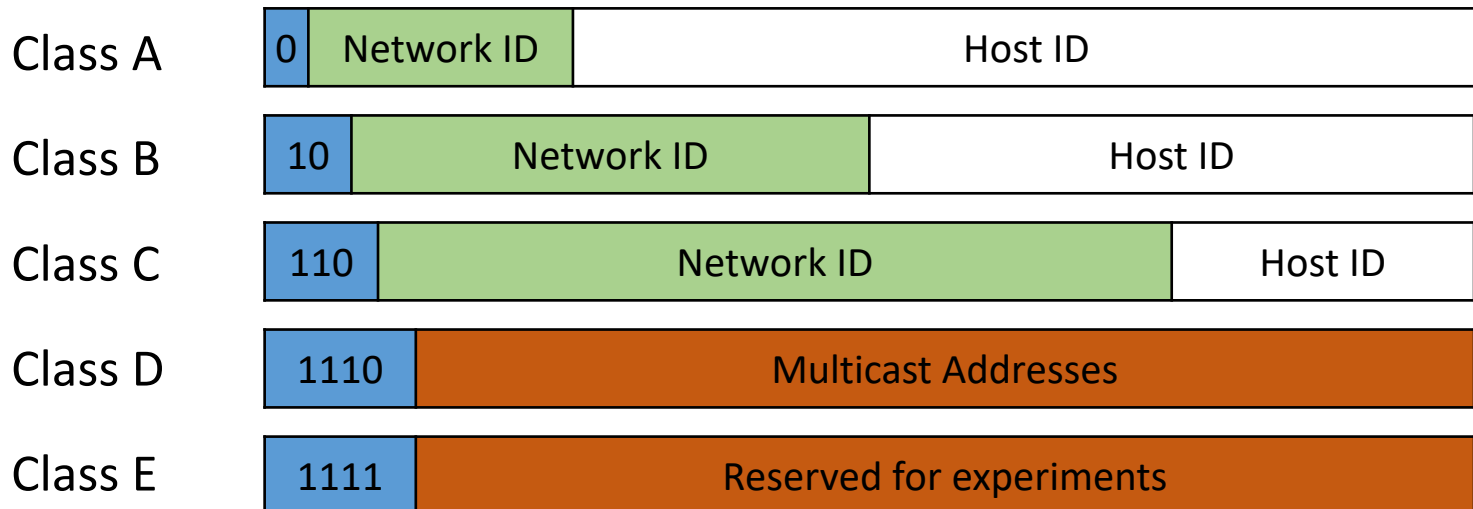 Class A 0 Network ID Host ID
Class B 10 Network ID Host ID
Class C 110 Network ID Host ID
Class D 1110 Multicast Addresses
Class E 1111 Reserved for experiments